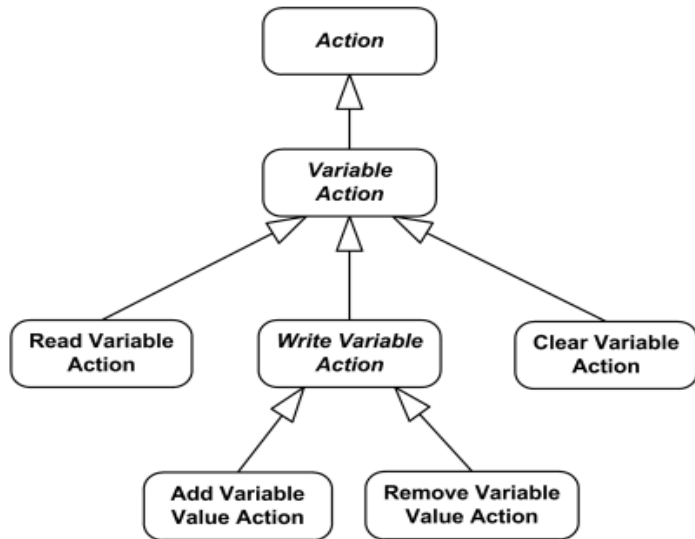 Action
Variable
Action
Read Variable
Action
Write Variable
Action
Clear Variable
Action
Add Variable
Value Action
Remove Variable
Value Action